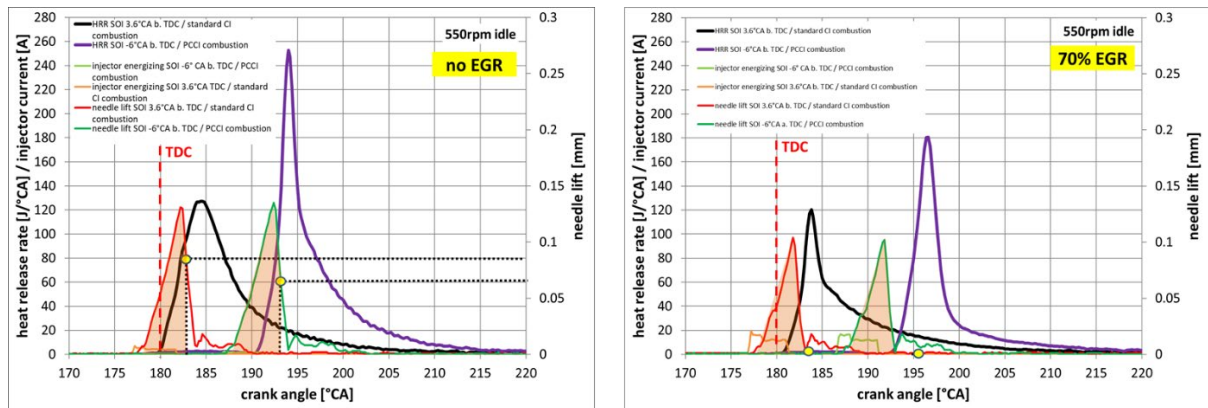 HRR SOI 3.6°CA b. TDC / standard CI
combustion
HRR SOI -6°CA b. TDC / PCCI combustion
injector energizing SOI -6° CA b. TDC / PCCI
combustion
injector energizing SOI 3.6°CA TDC / standard
CI combustion
needle lift SOI 3.6°CA b. TDC / standard CI
combustion
needle lift SOI -6°CA b. TDC / PCCI combustion
550rpm idle
no EGR
TDC
heat release rate [J/°CA] / injector current [A]
280
260
240
220
200
180
160
140
120
100
80
60
40
20
0
170 175 180 185 190 195 200 205 210 215 220
crank angle [°CA]
0.3
0.25
0.2
0.15
0.1
0.05
0
needle lift [mm]
HRR SOI 3.6°CA b. TDC / standard CI combustion
HRR SOI -6°CA b. TDC / PCCI combustion
injector energizing SOI -6° CA b. TDC / PCCI combustion
injector energizing SOI 3.6°CA b. TDC / standard CI combustion
needle lift SOI 3.6°CA b. TDC / standard CI combustion
needle lift SOI -6°CA a. TDC / PCCI combustion
550rpm idle
70% EGR
TDC
heat release rate [J/°CA] / injector current [A]
280
260
240
220
200
180
160
140
120
100
80
60
40
20
0
170 175 180 185 190 195 200 205 210 215 220
crank angle [°CA]
0.3
0.25
0.2
0.15
0.1
0.05
0
needle lift [mm]